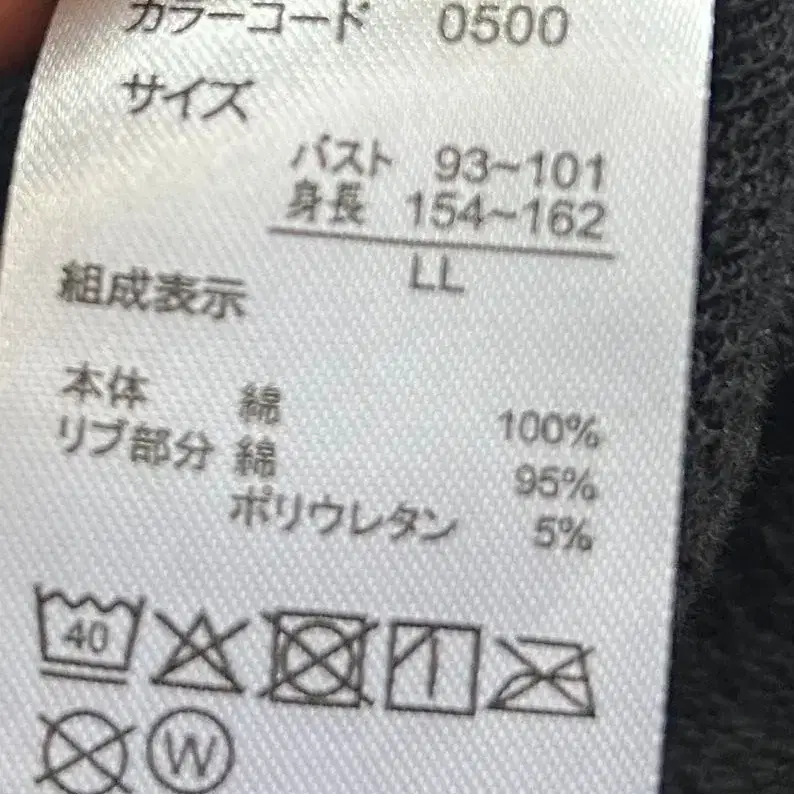 カラーコード 0500
サイズ
バスト 93~101
身長 154~162
LL
組成表示
本体 綿 100%
リブ部分 綿 95%
ポリウレタン 5%
40
W